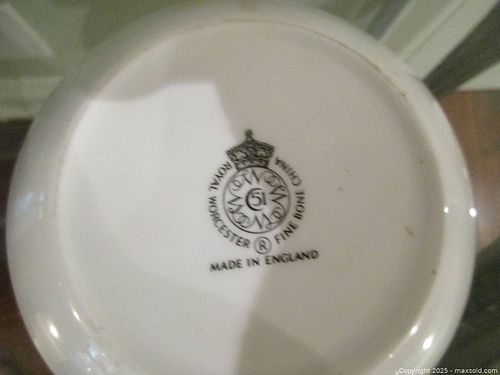 ROYAL WORCESTER
FINE BONE CHINA
51
®
MADE IN ENGLAND
Copyright 2025 - maxsold.com